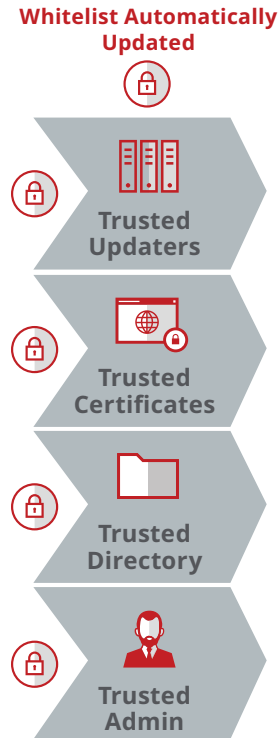 Whitelist Automatically
Updated
Trusted
Updaters
Trusted
Certificates
Trusted
Directory
Trusted
Admin